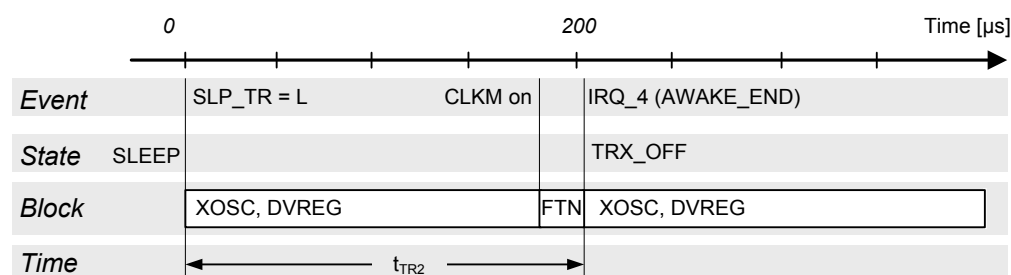 0 200 Time [µs]
Event SLP_TR = L CLKM on IRQ_4 (AWAKE_END)
State SLEEP TRX_OFF
Block XOSC, DVREG FTN XOSC, DVREG
Time tTR2